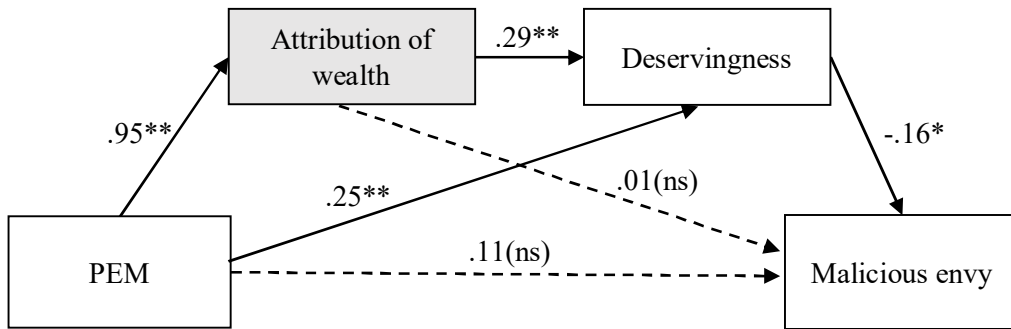 Attribution of
wealth
.29**
Deservingness
.95**
-.16*
.25**
.01(ns)
PEM
.11(ns)
Malicious envy